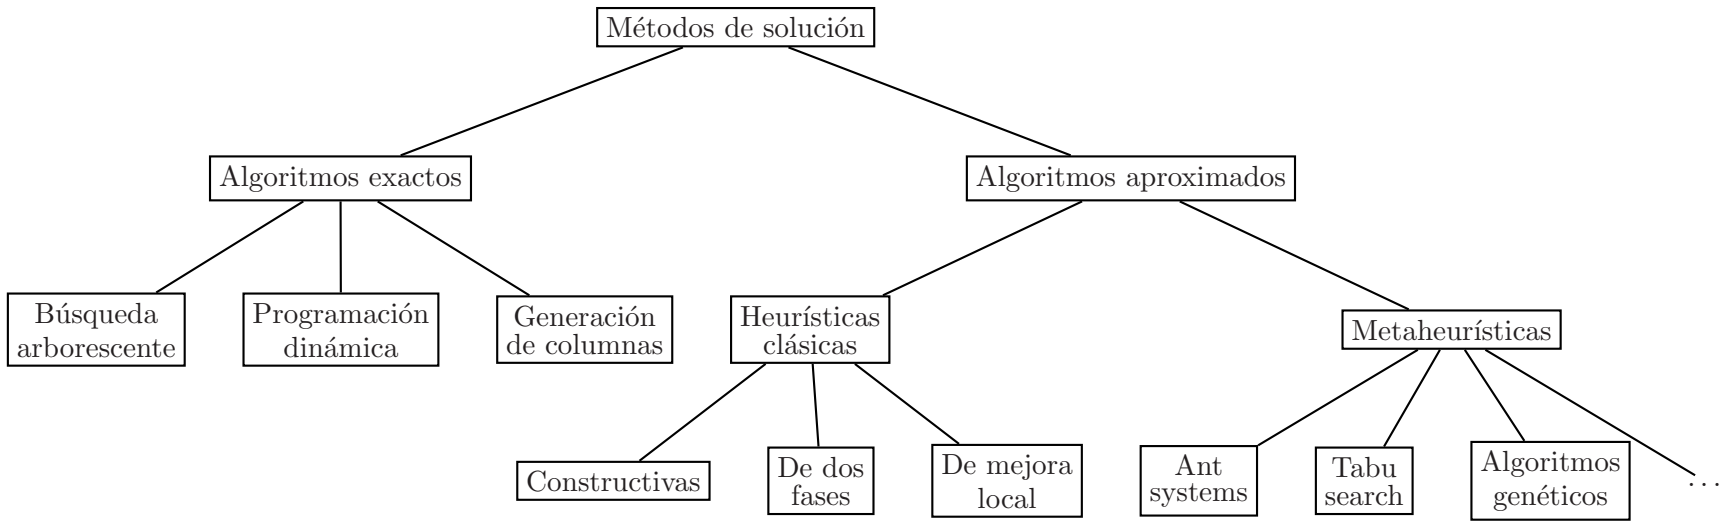 Métodos de solución
Algoritmos exactos
Algoritmos aproximados
Búsqueda
arborescente
Programación
dinámica
Generación
de columnas
Heurísticas
clásicas
Metaheurísticas
Constructivas
De dos
fases
De mejora
local
Ant
systems
Tabu
search
Algoritmos
genéticos
...